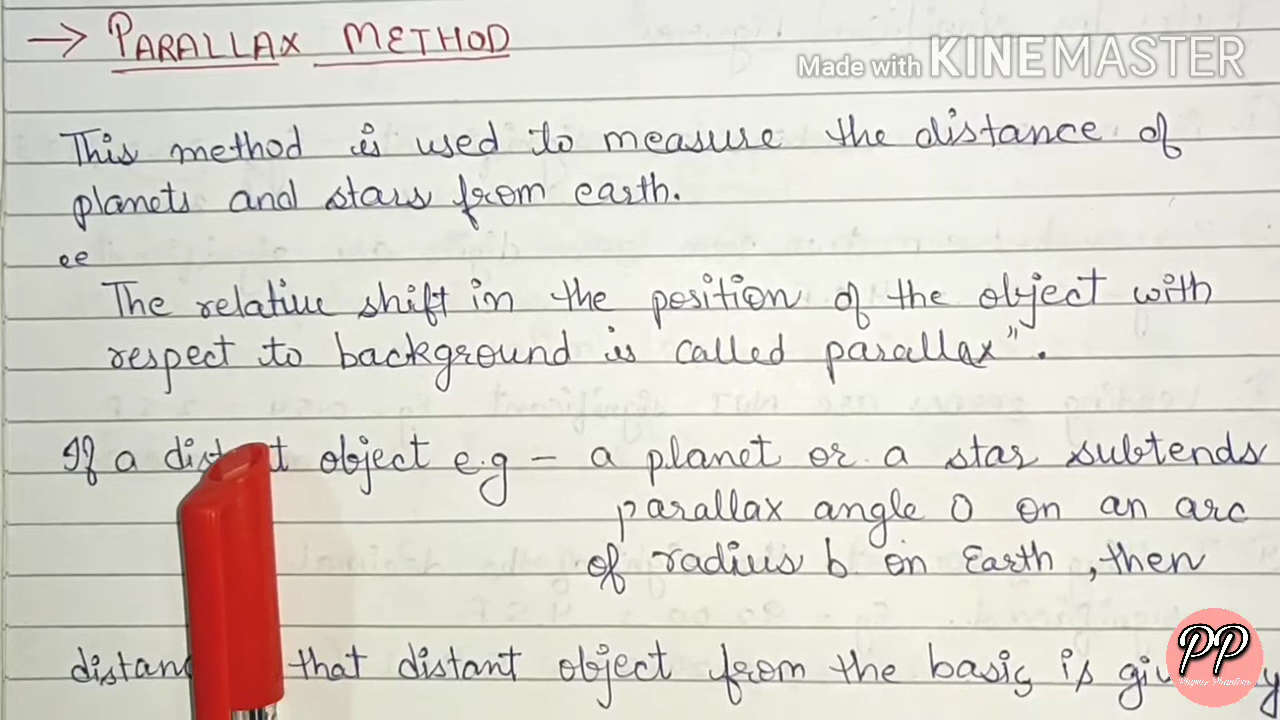 → PARALLAX METHOD
Made with KINEMASTER
This method is used to measure the distance of
planets and stars from earth.
"
The relative shift in the position of the object with
respect to background is called parallax".
If a distant object e.g - a planet or a star subtends
parallax angle θ on an arc
of radius b on Earth, then
that distant object from the basis is
PP